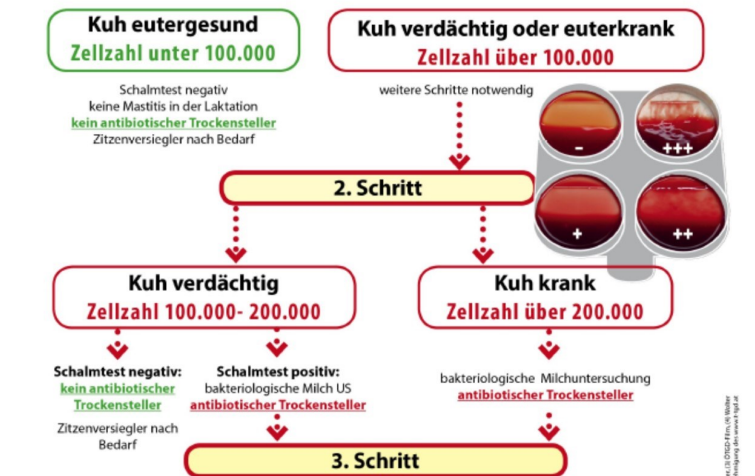 Kuh eutergesund
Zellzahl unter 100.000
Schalmtest negativ
keine Mastitis in der Laktation
kein antibiotischer Trockensteller
Zitzenversiegler nach Bedarf
Kuh verdächtig oder euterkrank
Zellzahl über 100.000
weitere Schritte notwendig
-
+++
+
++
2. Schritt
Kuh verdächtig
Zellzahl 100.000- 200.000
Kuh krank
Zellzahl über 200.000
Schalmtest negativ:
kein antibiotischer
Trockensteller
Zitzenversiegler nach
Bedarf
Schalmtest positiv:
bakteriologische Milch US
antibiotischer Trockensteller
bakteriologische Milchuntersuchung
antibiotischer Trockensteller
3. Schritt